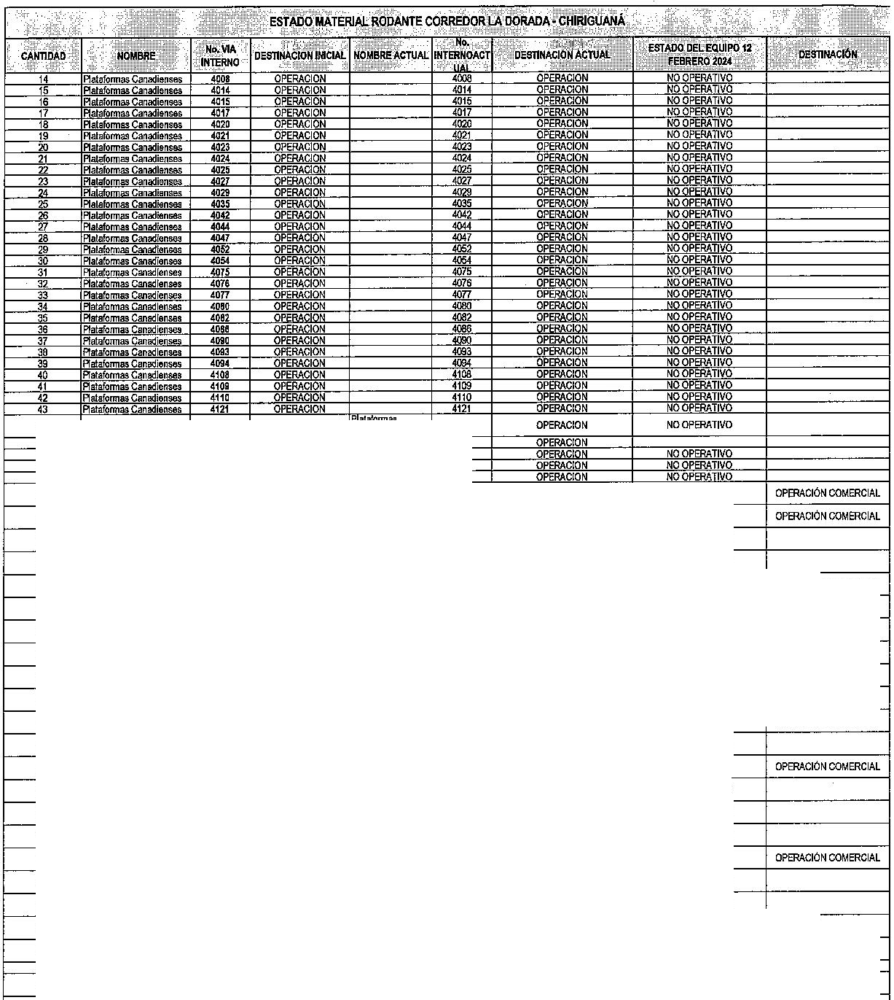 ESTADO MATERIAL RODANTE CORREDOR LA DORADA - CHIRIGUANÁ
CANTIDAD NOMBRE No. VIA INTERNO DESTINACION INICIAL NOMBRE ACTUAL No. INTERNOACTUAL DESTINACION ACTUAL ESTADO DEL EQUIPO 12 FEBRERO 2024 DESTINACIÓN
14 Plataformas Canadienses 4008 OPERACION 4008 OPERACION NO OPERATIVO
15 Plataformas Canadienses 4014 OPERACION 4014 OPERACION NO OPERATIVO
16 Plataformas Canadienses 4015 OPERACION 4015 OPERACION NO OPERATIVO
17 Plataformas Canadienses 4017 OPERACION 4017 OPERACION NO OPERATIVO
18 Plataformas Canadienses 4020 OPERACION 4020 OPERACION NO OPERATIVO
19 Plataformas Canadienses 4021 OPERACION 4021 OPERACION NO OPERATIVO
20 Plataformas Canadienses 4023 OPERACION 4023 OPERACION NO OPERATIVO
21 Plataformas Canadienses 4024 OPERACION 4024 OPERACION NO OPERATIVO
22 Plataformas Canadienses 4025 OPERACION 4025 OPERACION NO OPERATIVO
23 Plataformas Canadienses 4027 OPERACION 4027 OPERACION NO OPERATIVO
24 Plataformas Canadienses 4029 OPERACION 4029 OPERACION NO OPERATIVO
25 Plataformas Canadienses 4035 OPERACION 4035 OPERACION NO OPERATIVO
26 Plataformas Canadienses 4042 OPERACION 4042 OPERACION NO OPERATIVO
27 Plataformas Canadienses 4044 OPERACION 4044 OPERACION NO OPERATIVO
28 Plataformas Canadienses 4047 OPERACION 4047 OPERACION NO OPERATIVO
29 Plataformas Canadienses 4052 OPERACION 4052 OPERACION NO OPERATIVO
30 Plataformas Canadienses 4054 OPERACION 4054 OPERACION NO OPERATIVO
31 Plataformas Canadienses 4075 OPERACION 4075 OPERACION NO OPERATIVO
32 Plataformas Canadienses 4076 OPERACION 4076 OPERACION NO OPERATIVO
33 Plataformas Canadienses 4077 OPERACION 4077 OPERACION NO OPERATIVO
34 Plataformas Canadienses 4080 OPERACION 4080 OPERACION NO OPERATIVO
35 Plataformas Canadienses 4082 OPERACION 4082 OPERACION NO OPERATIVO
36 Plataformas Canadienses 4086 OPERACION 4086 OPERACION NO OPERATIVO
37 Plataformas Canadienses 4090 OPERACION 4090 OPERACION NO OPERATIVO
38 Plataformas Canadienses 4093 OPERACION 4093 OPERACION NO OPERATIVO
39 Plataformas Canadienses 4094 OPERACION 4094 OPERACION NO OPERATIVO
40 Plataformas Canadienses 4108 OPERACION 4108 OPERACION NO OPERATIVO
41 Plataformas Canadienses 4109 OPERACION 4109 OPERACION NO OPERATIVO
42 Plataformas Canadienses 4110 OPERACION 4110 OPERACION NO OPERATIVO
43 Plataformas Canadienses 4121 OPERACION 4121 OPERACION NO OPERATIVO
Plataformas OPERACION NO OPERATIVO
OPERACION
OPERACION NO OPERATIVO
OPERACION NO OPERATIVO
OPERACION NO OPERATIVO
OPERACIÓN COMERCIAL
OPERACIÓN COMERCIAL
OPERACIÓN COMERCIAL
OPERACIÓN COMERCIAL